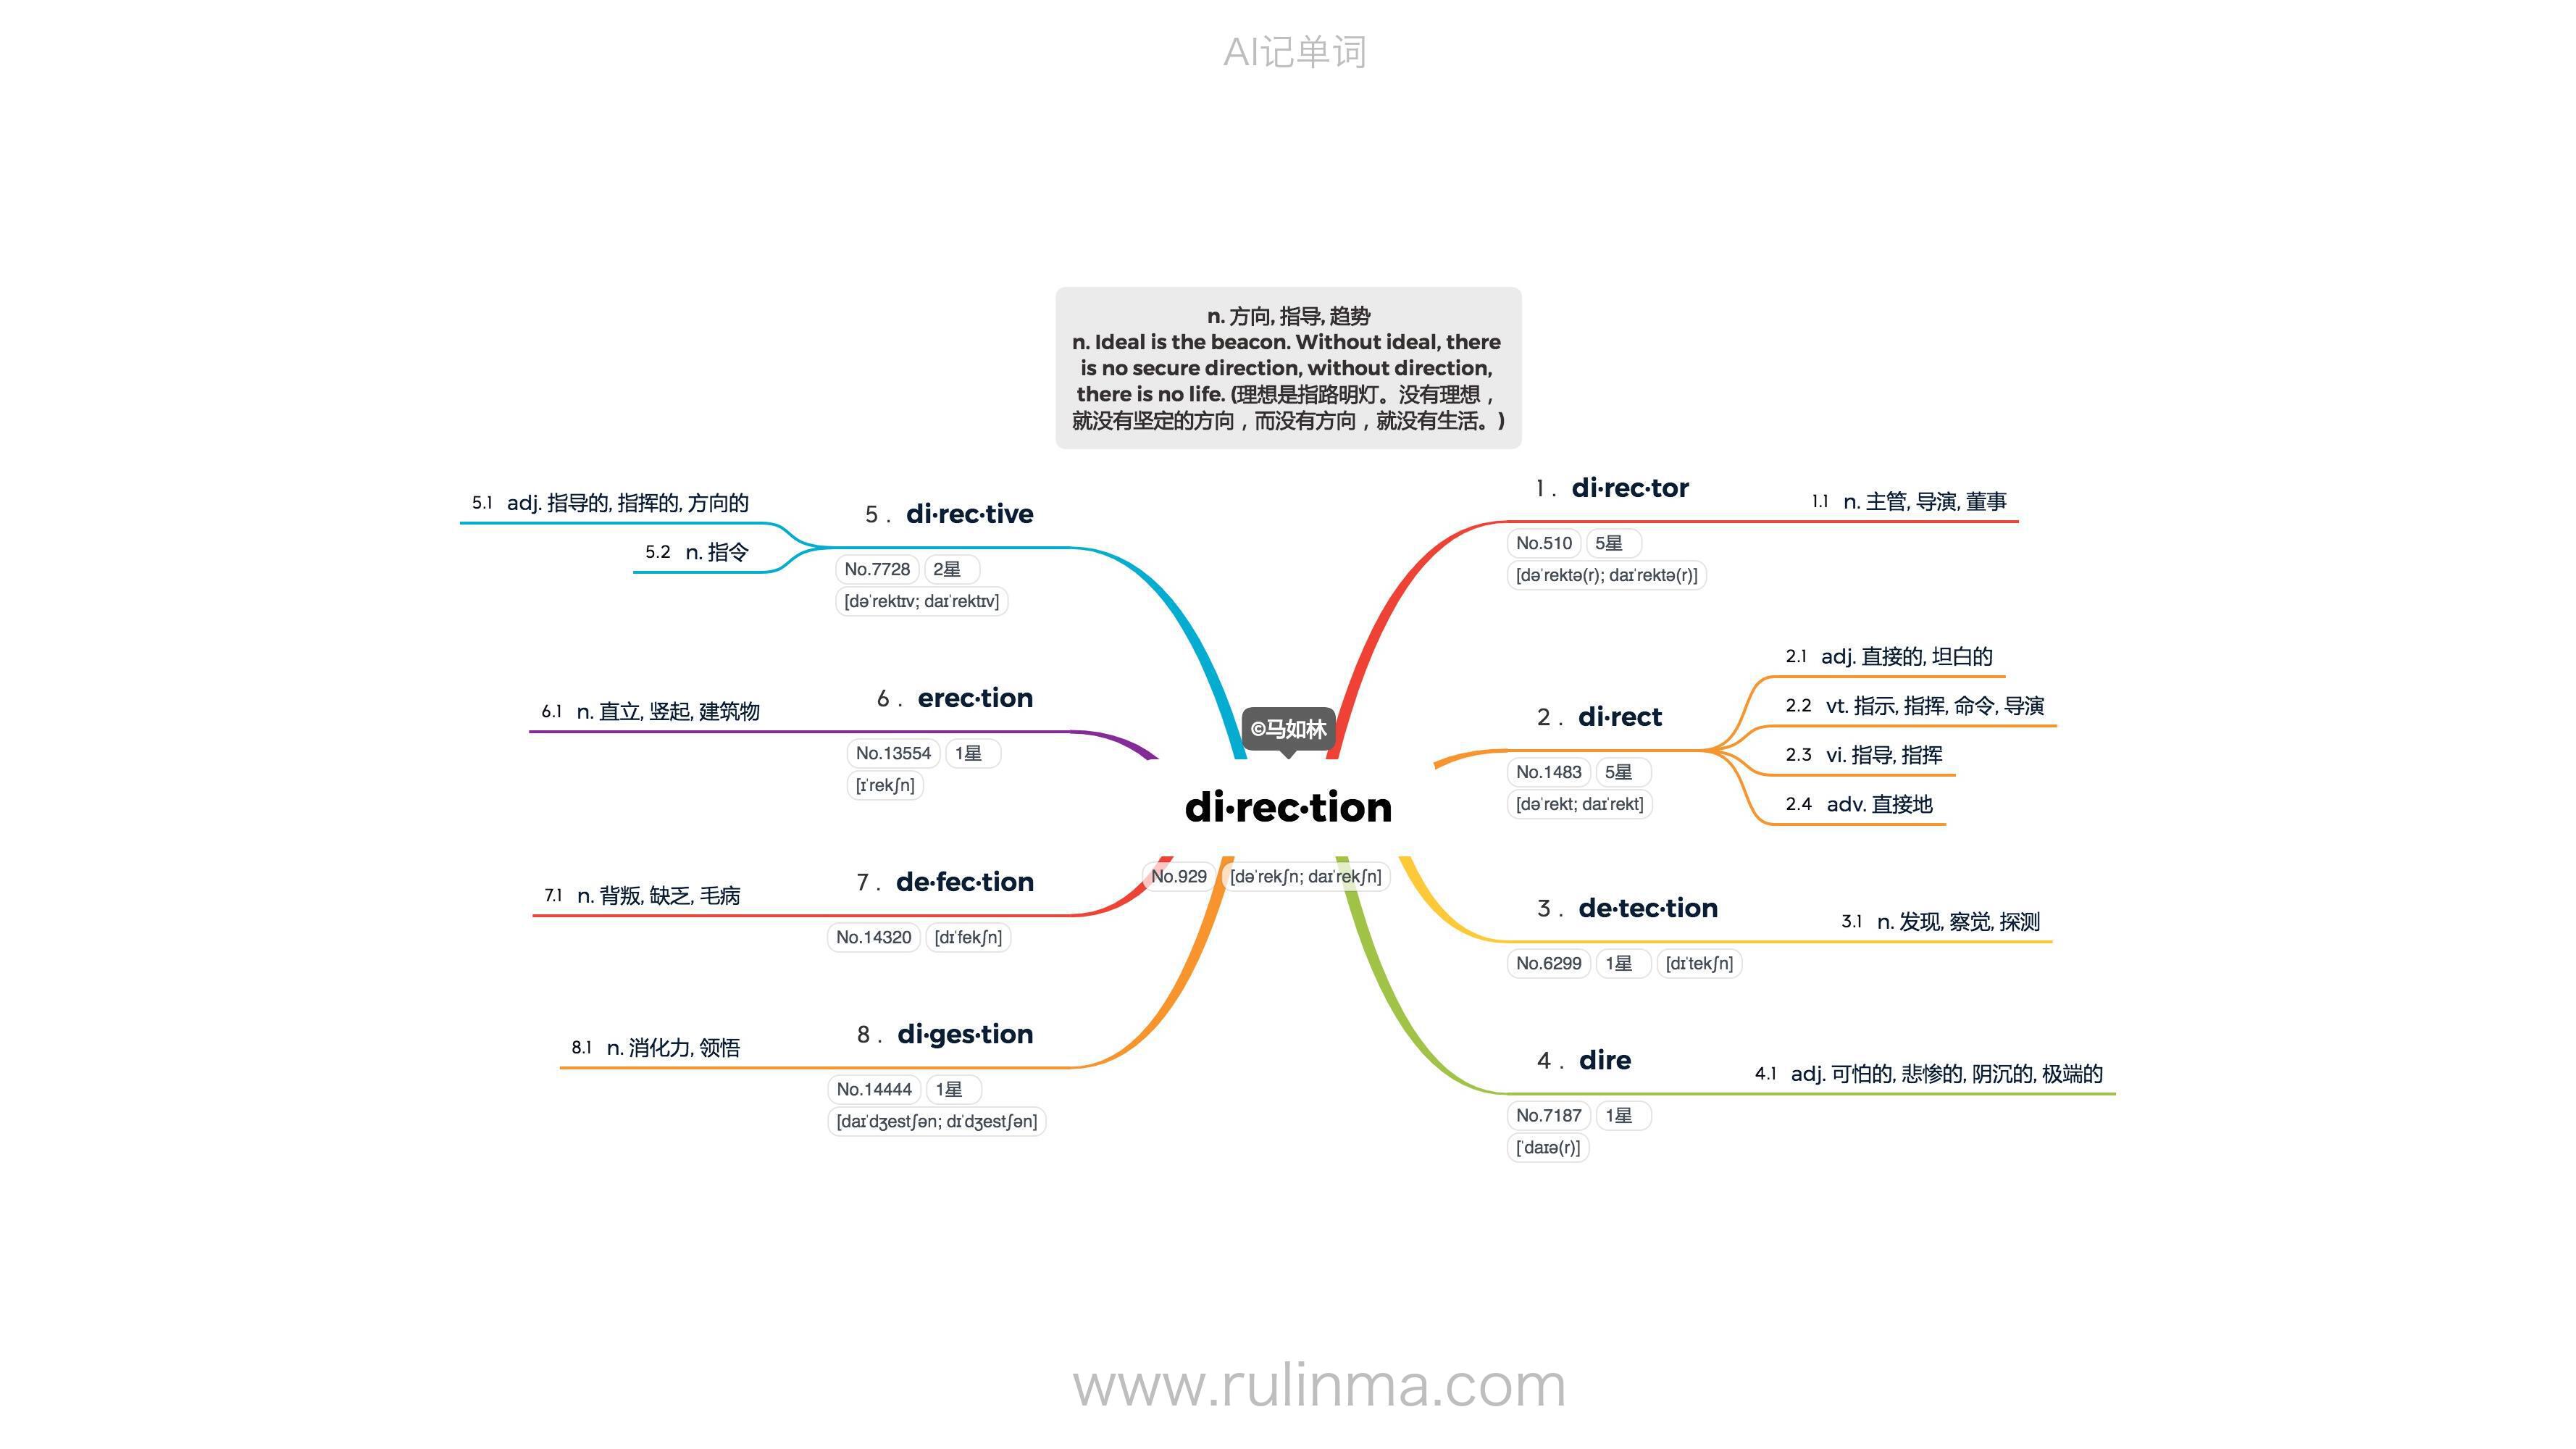 AI记单词
n. 方向, 指导, 趋势
n. Ideal is the beacon. Without ideal, there
is no secure direction, without direction,
there is no life. (理想是指路明灯。没有理想，
就没有坚定的方向，而没有方向，就没有生活。)
©马如林
di·rec·tion
No.929 [dəˈrekʃn; daɪˈrekʃn]
1. di·rec·tor
No.510 5星
[dəˈrektə(r); daɪˈrektə(r)]
1.1 n. 主管, 导演, 董事
2. di·rect
No.1483 5星
[dəˈrekt; daɪˈrekt]
2.1 adj. 直接的, 坦白的
2.2 vt. 指示, 指挥, 命令, 导演
2.3 vi. 指导, 指挥
2.4 adv. 直接地
3. de·tec·tion
No.6299 1星 [dɪˈtekʃn]
3.1 n. 发现, 察觉, 探测
4. dire
No.7187 1星
[ˈdaɪə(r)]
4.1 adj. 可怕的, 悲惨的, 阴沉的, 极端的
5. di·rec·tive
No.7728 2星
[dəˈrektɪv; daɪˈrektɪv]
5.1 adj. 指导的, 指挥的, 方向的
5.2 n. 指令
6. erec·tion
No.13554 1星
[ɪˈrekʃn]
6.1 n. 直立, 竖起, 建筑物
7. de·fec·tion
No.14320 [dɪˈfekʃn]
7.1 n. 背叛, 缺乏, 毛病
8. di·ges·tion
No.14444 1星
[daɪˈdʒestʃən; dɪˈdʒestʃən]
8.1 n. 消化力, 领悟
www.rulinma.com